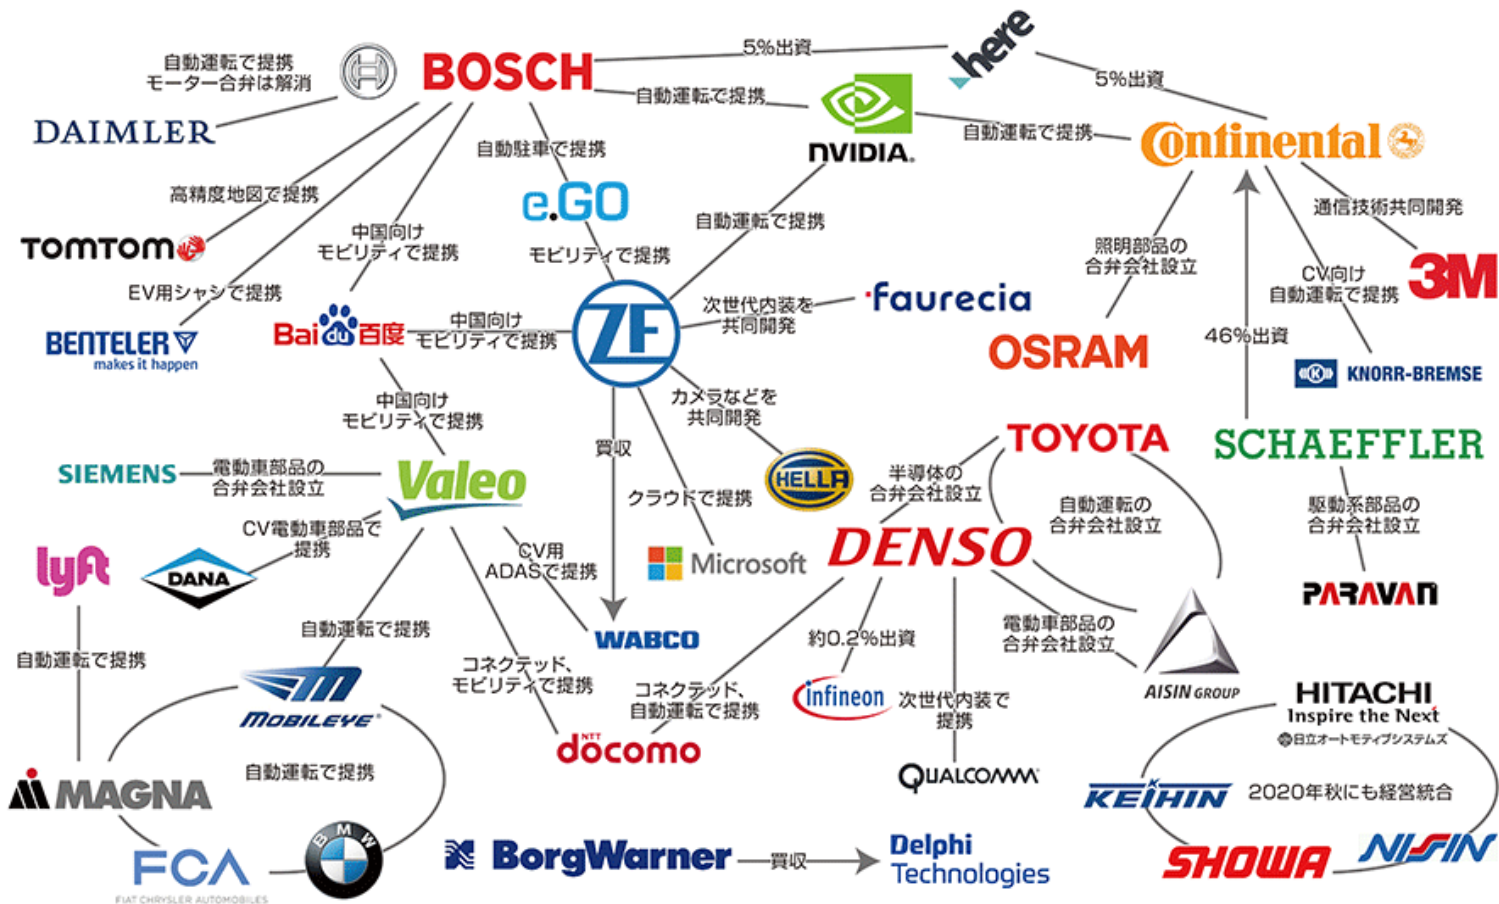 自動運転で提携
モーター合弁は解消
BOSCH
5%出資
here
5%出資
自動運転で提携
DAIMLER
NVIDIA®
自動運転で提携
Continental
自動駐車で提携
高精度地図で提携
e.GO
自動運転で提携
通信技術共同開発
TOMTOM
中国向け
モビリティで提携
モビリティで提携
照明部品の
合弁会社設立
3M
CV向け
自動運転で提携
EV用シャシで提携
次世代内装を
共同開発
faurecia
BENTELER
makes it happen
Bai du 百度
中国向け
モビリティで提携
ZF
OSRAM
46%出資
KNORR-BREMSE
中国向け
モビリティで提携
カメラなどを
共同開発
買収
TOYOTA
SCHAEFFLER
SIEMENS
電動車部品の
合弁会社設立
Valeo
HELLA
半導体の
合弁会社設立
クラウドで提携
自動運転の
合弁会社設立
駆動系部品の
合弁会社設立
CV電動車部品で
提携
DENSO
lyft
DANA
CV用
ADASで提携
Microsoft
PARAVAN
自動運転で提携
WABCO
約0.2%出資
電動車部品の
合弁会社設立
自動運転で提携
コネクテッド、
モビリティで提携
コネクテッド、
自動運転で提携
infineon
次世代内装で
提携
AISIN GROUP
HITACHI
Inspire the Next
日立オートモティブシステムズ
MOBILEYE®
NTT
döcomo
自動運転で提携
QUALCOMM®
MAGNA
KEIHIN
2020年秋にも経営統合
FCA
FIAT CHRYSLER AUTOMOBILES
BMW
BorgWarner
買収
Delphi
Technologies
SHOWA
NISSIN